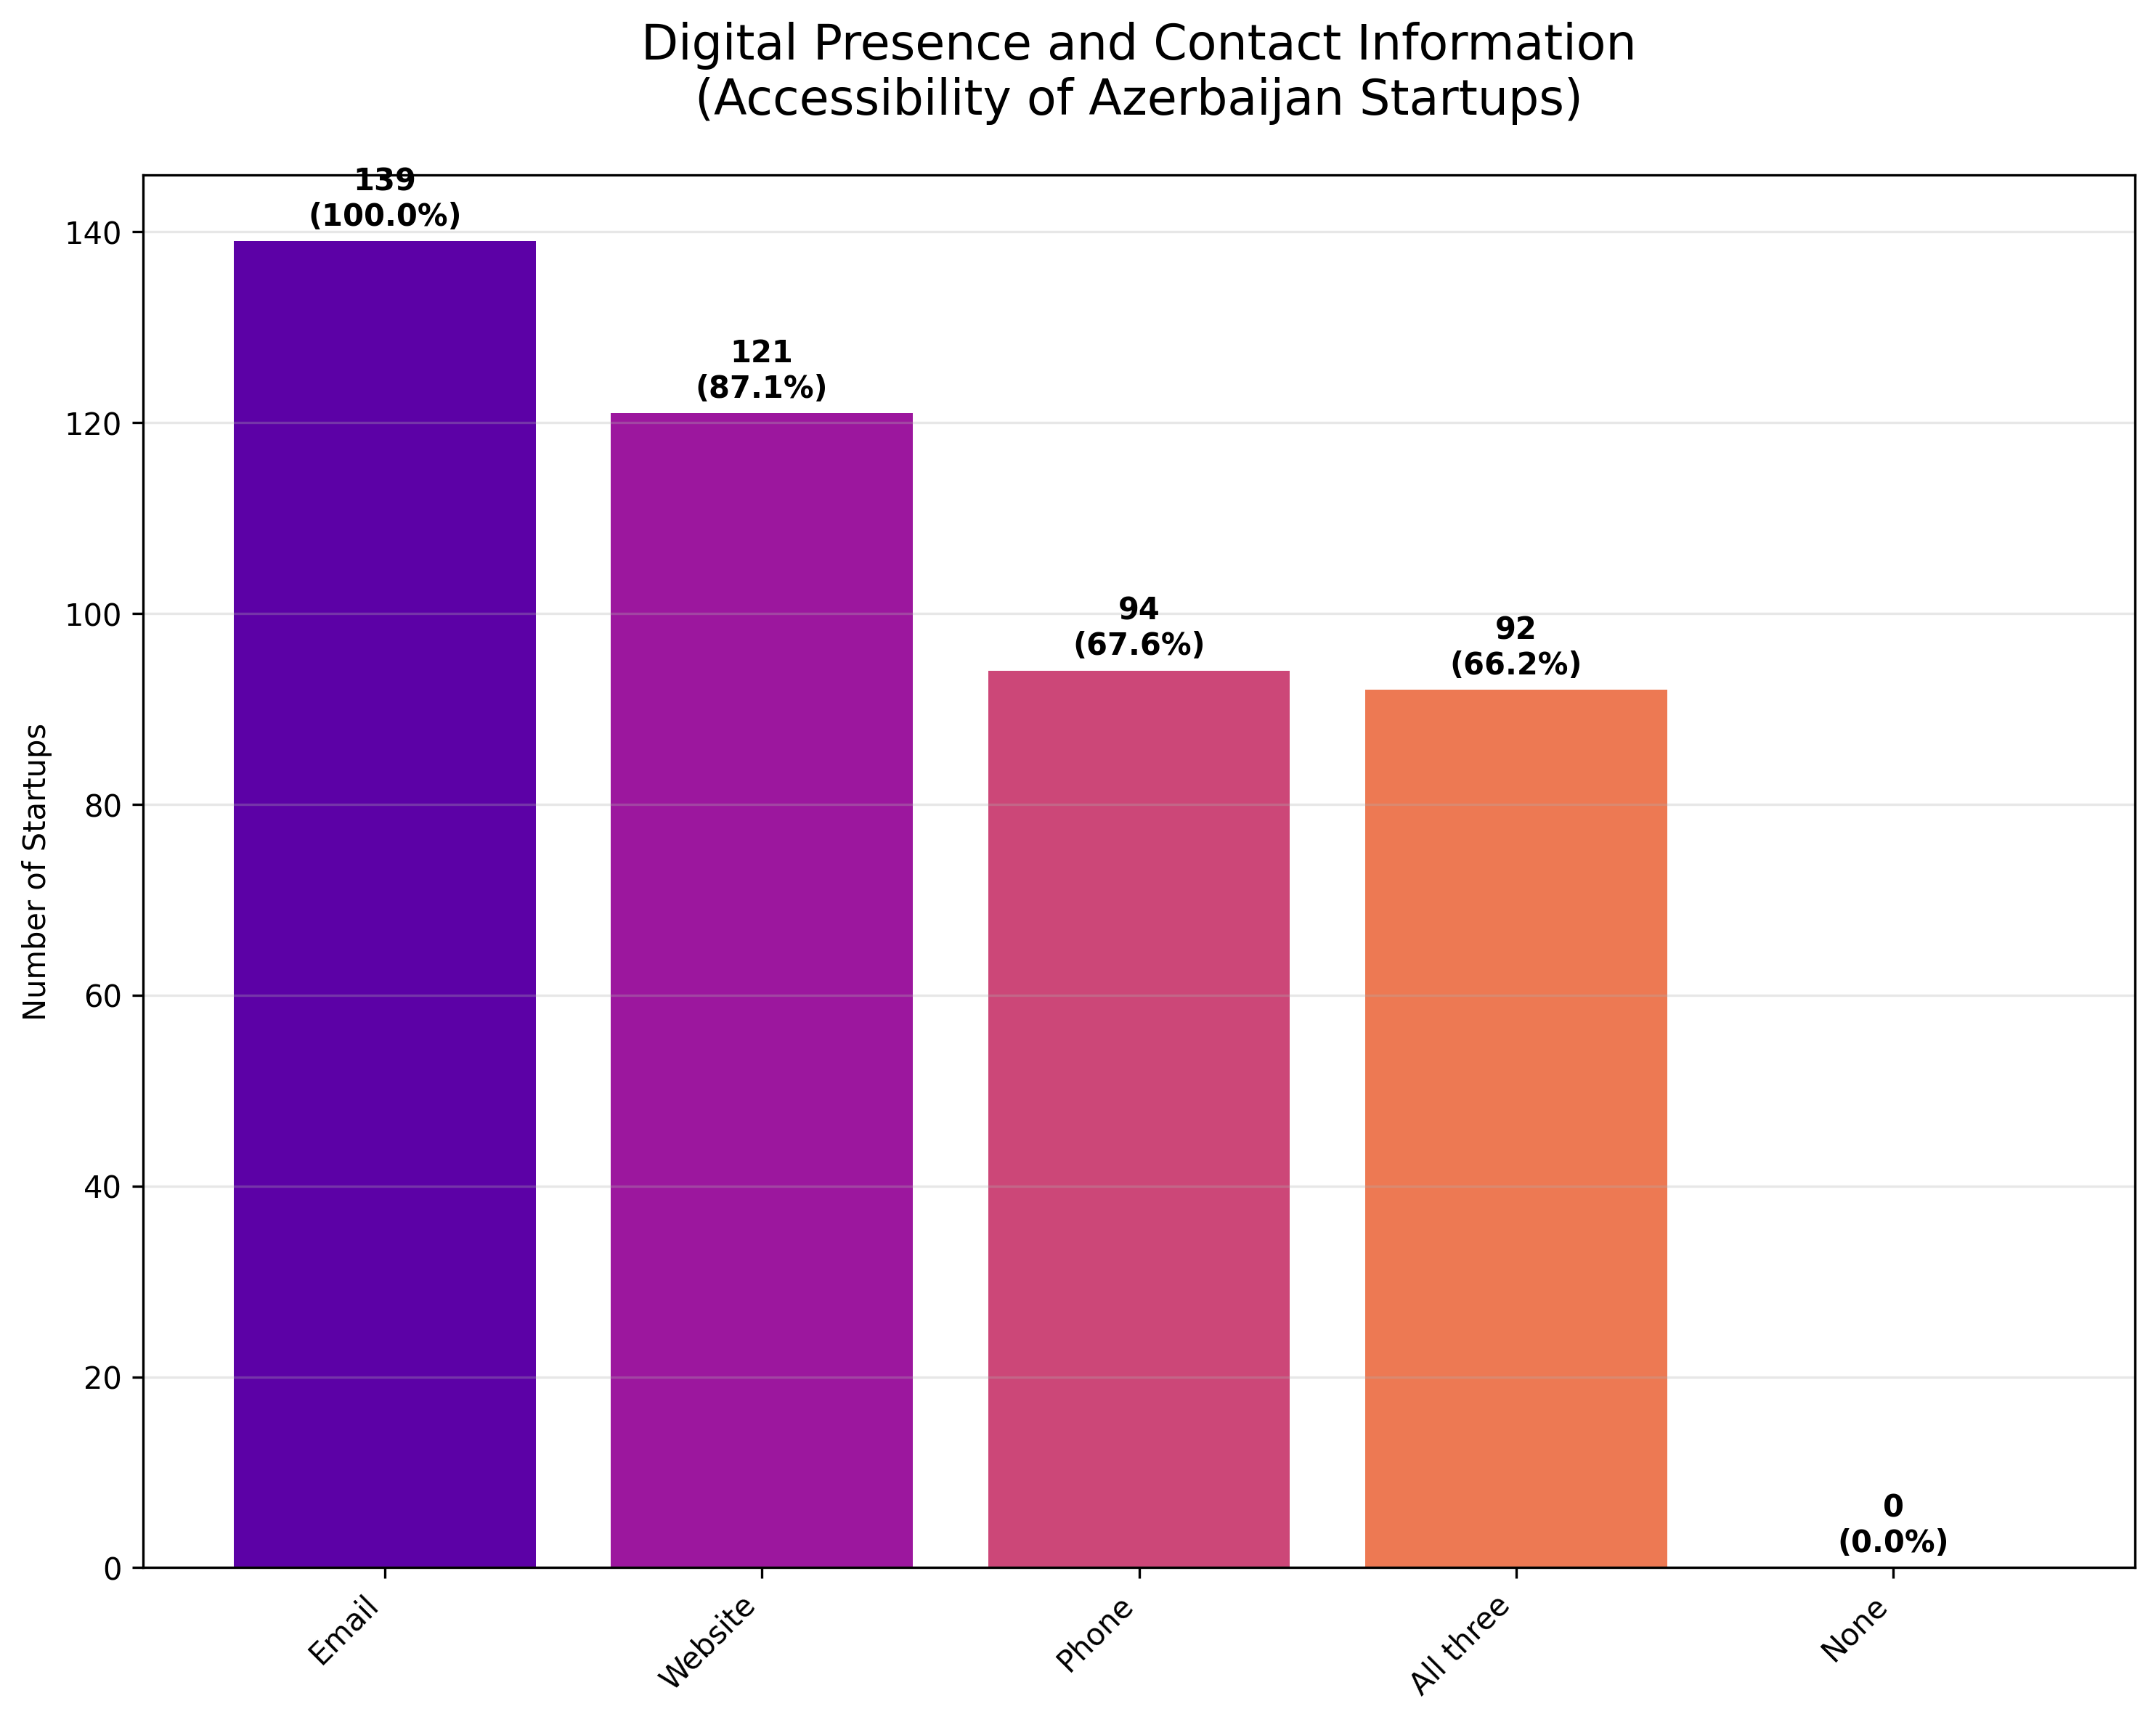 Digital Presence and Contact Information
(Accessibility of Azerbaijan Startups)
139
(100.0%)
140
121
(87.1%)
120
94
(67.6%)
100
92
(66.2%)
80
Number of Startups
60
40
20
0
(0.0%)
0
Email
Website
Phone
All three
None